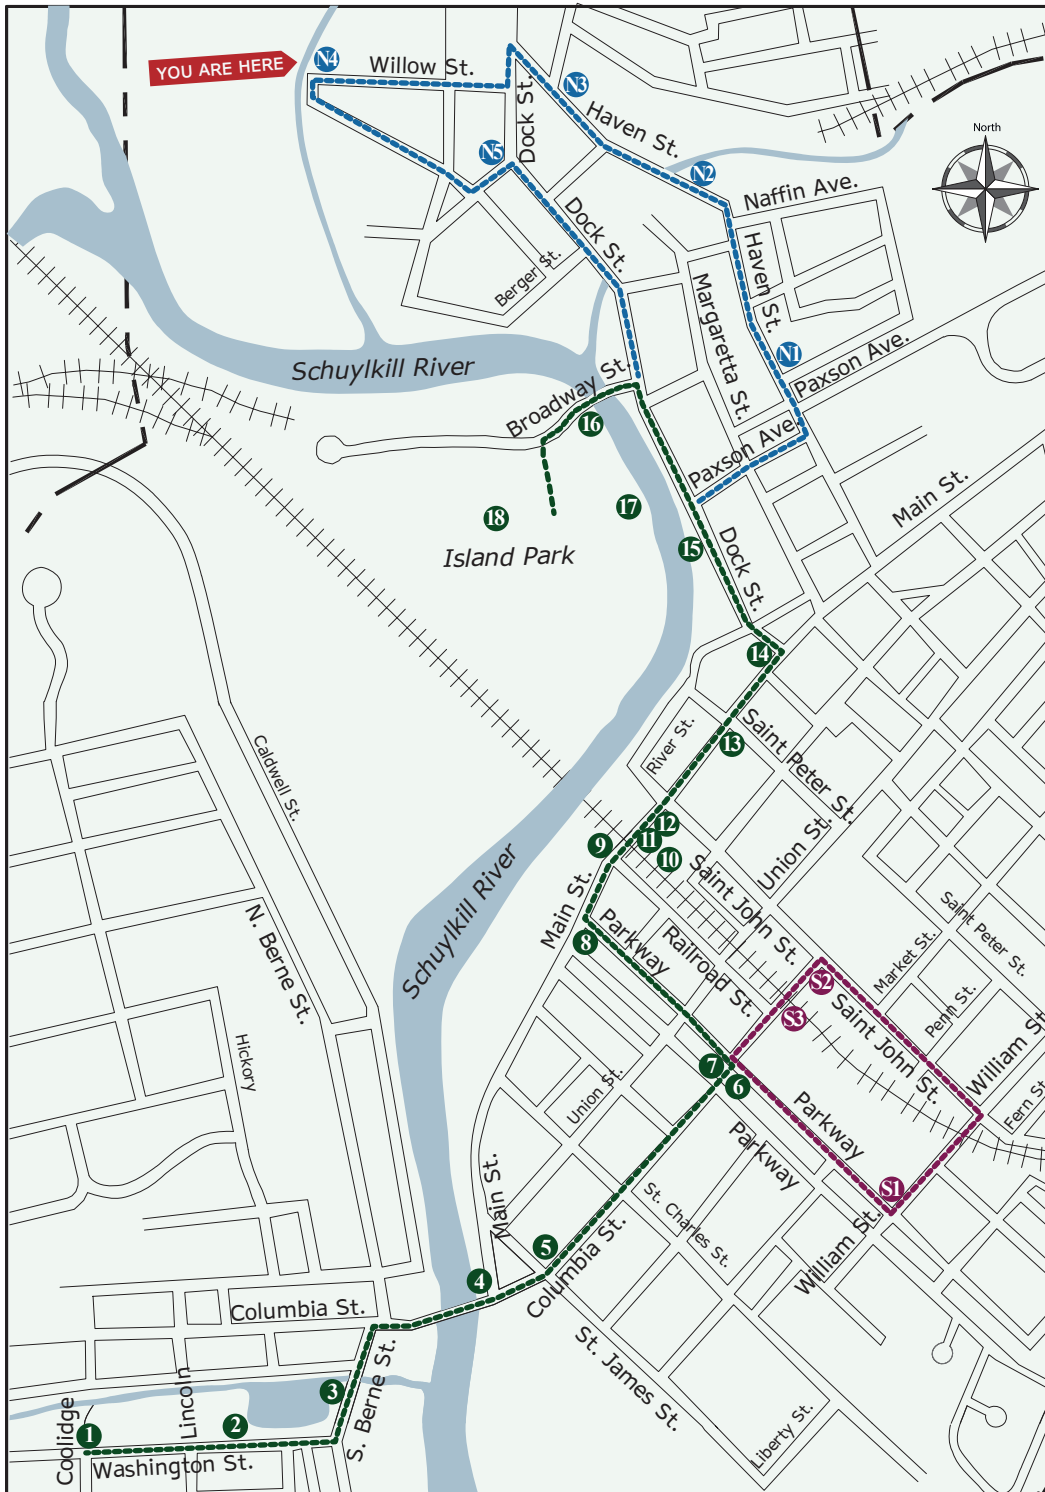 YOU ARE HERE
N4
Willow St.
Dock St.
N3
Haven St.
N5
N2
North
Naffin Ave.
Dock St.
Berger St.
Haven St.
Margaretta St.
N1
Paxson Ave.
Schuylkill River
Broadway St.
16
Paxson Ave.
Main St.
18
17
Island Park
15
Dock St.
14
River St.
13
Saint Peter St.
Caldwell St.
12
11
9
10
Union St.
Saint John St.
Schuylkill River
Main St.
8
Parkway
Railroad St.
N. Berne St.
Saint Peter St.
Market St.
S2
Saint John St.
Penn St.
S3
William St.
Fern St.
Hickory
7
6
Union St.
Parkway
Parkway
S1
Main St.
St. Charles St.
William St.
5
4
Columbia St.
Columbia St.
St. James St.
S. Berne St.
3
Lincoln
Coolidge
1
2
Washington St.
Liberty St.